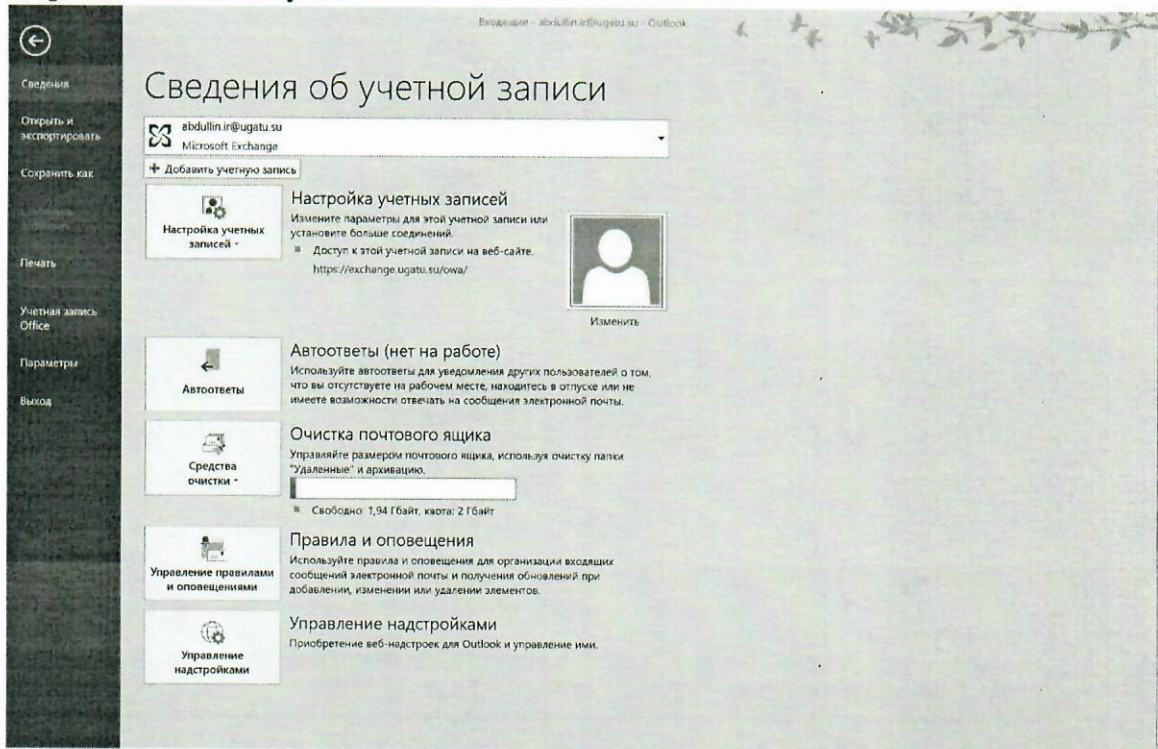 Входящие - abdullin.ir@ugatu.su - Outlook
Сведения
Открыть и
экспортировать
Сохранить как
Печать
Учетная запись
Office
Параметры
Выход
Сведения об учетной записи
abdullin.ir@ugatu.su
Microsoft Exchange
+ Добавить учетную запись
Настройка учетных
записей
Настройка учетных записей
Измените параметры для этой учетной записи или
установите больше соединений.
Доступ к этой учетной записи на веб-сайте.
https://exchange.ugatu.su/owa/
Изменить
Автоответы
Автоответы (нет на работе)
Используйте автоответы для уведомления других пользователей о том,
что вы отсутствуете на рабочем месте, находитесь в отпуске или не
имеете возможности отвечать на сообщения электронной почты.
Средства
очистки
Очистка почтового ящика
Управляйте размером почтового ящика, используя очистку папки
"Удаленные" и архивацию.
Свободно: 1,94 Гбайт, квота: 2 Гбайт
Управление правилами
и оповещениями
Правила и оповещения
Используйте правила и оповещения для организации входящих
сообщений электронной почты и получения обновлений при
добавлении, изменении или удалении элементов.
Управление
надстройками
Управление надстройками
Приобретение веб-надстроек для Outlook и управление ими.